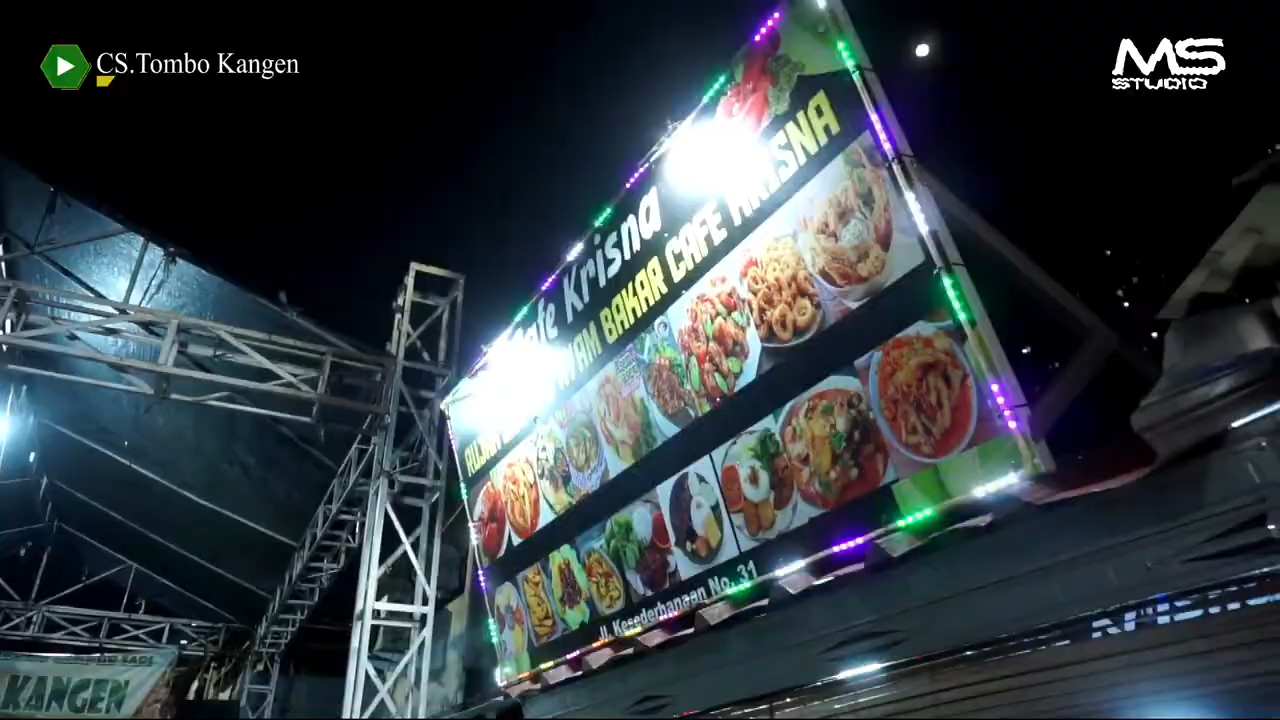 CS.Tombo Kangen
MS
STUDIO
Cafe Krisna
AYAM BAKAR CAFE KRISNA
Jl. Kesederhanaan No. 31
KANGEN